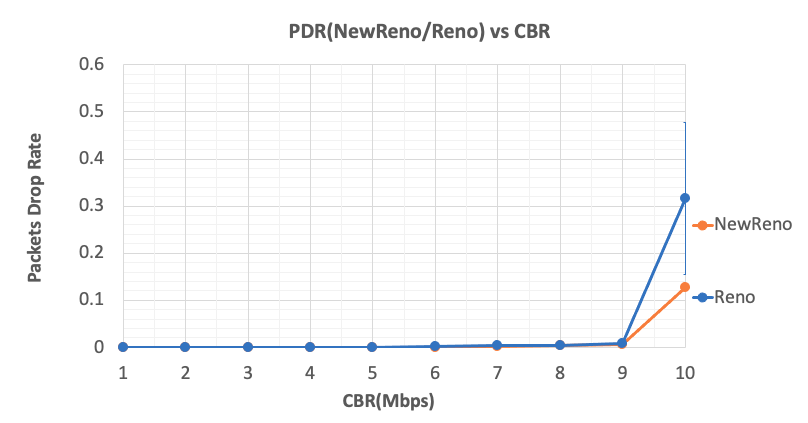 PDR(NewReno/Reno) vs CBR
Packets Drop Rate
0.6
0.5
0.4
0.3
0.2
0.1
0
1 2 3 4 5 6 7 8 9 10
CBR(Mbps)
NewReno
Reno